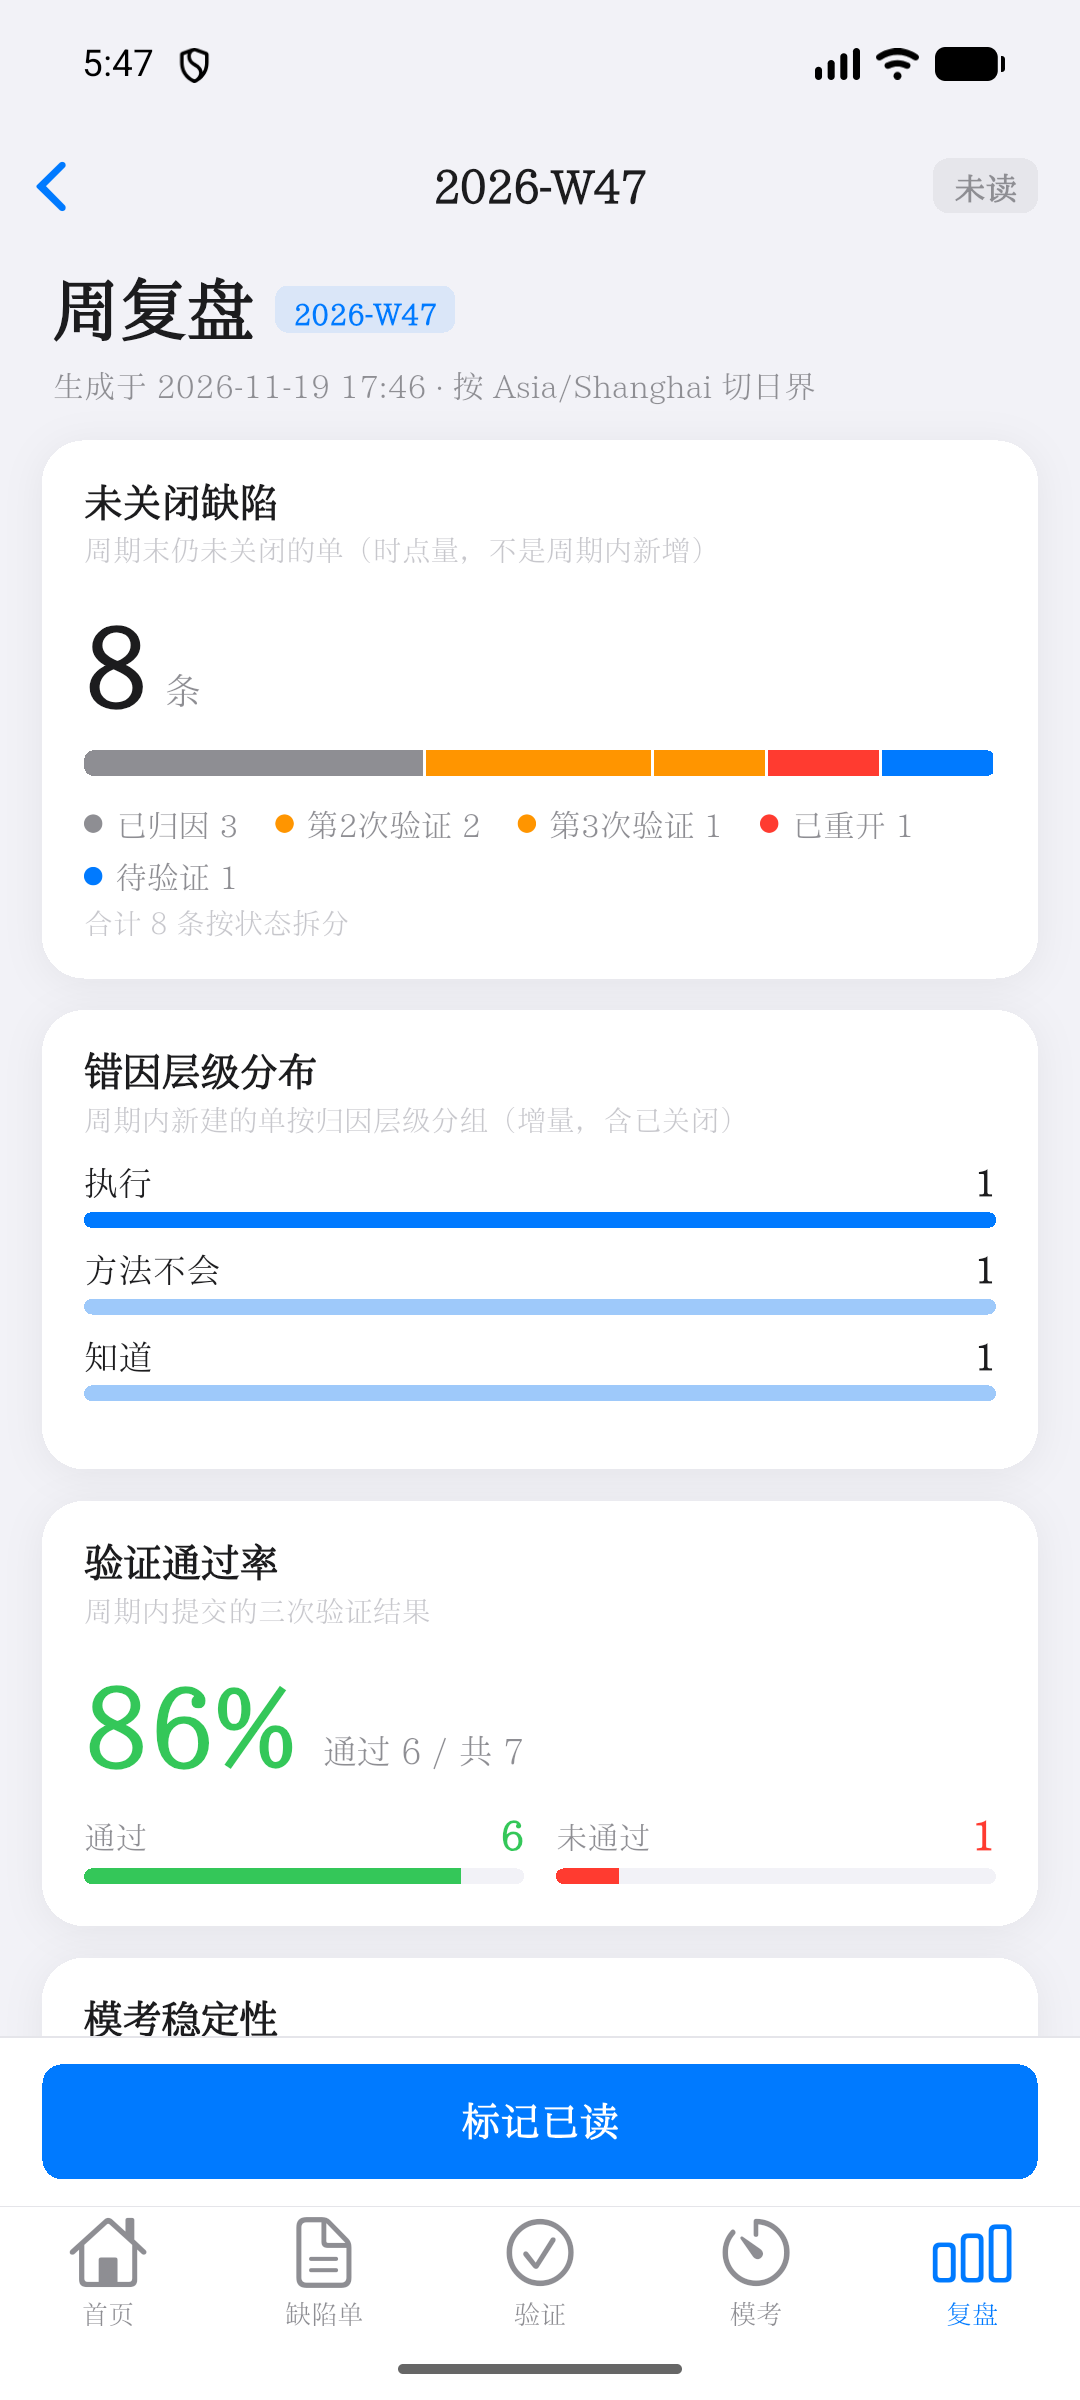 5:47
2026-W47
未读
周复盘 2026-W47
生成于 2026-11-19 17:46 · 按 Asia/Shanghai 切日界
未关闭缺陷
周期末仍未关闭的单（时点量，不是周期内新增）
8 条
已归因 3 第2次验证 2 第3次验证 1 已重开 1
待验证 1
合计 8 条按状态拆分
错因层级分布
周期内新建的单按归因层级分组（增量，含已关闭）
执行 1
方法不会 1
知道 1
验证通过率
周期内提交的三次验证结果
86% 通过 6 / 共 7
通过 6 未通过 1
模考稳定性
标记已读
首页 缺陷单 验证 模考 复盘